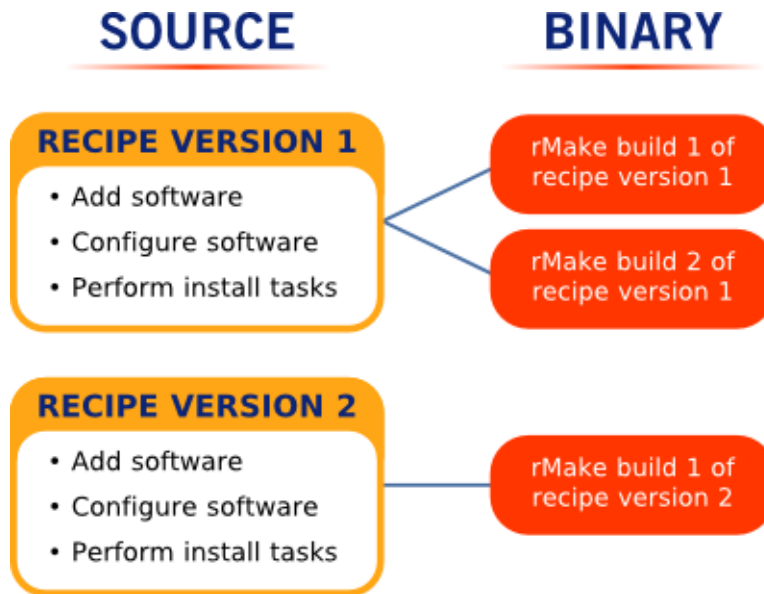 SOURCE
BINARY
RECIPE VERSION 1
• Add software
• Configure software
• Perform install tasks
rMake build 1 of
recipe version 1
rMake build 2 of
recipe version 1
RECIPE VERSION 2
• Add software
• Configure software
• Perform install tasks
rMake build 1 of
recipe version 2